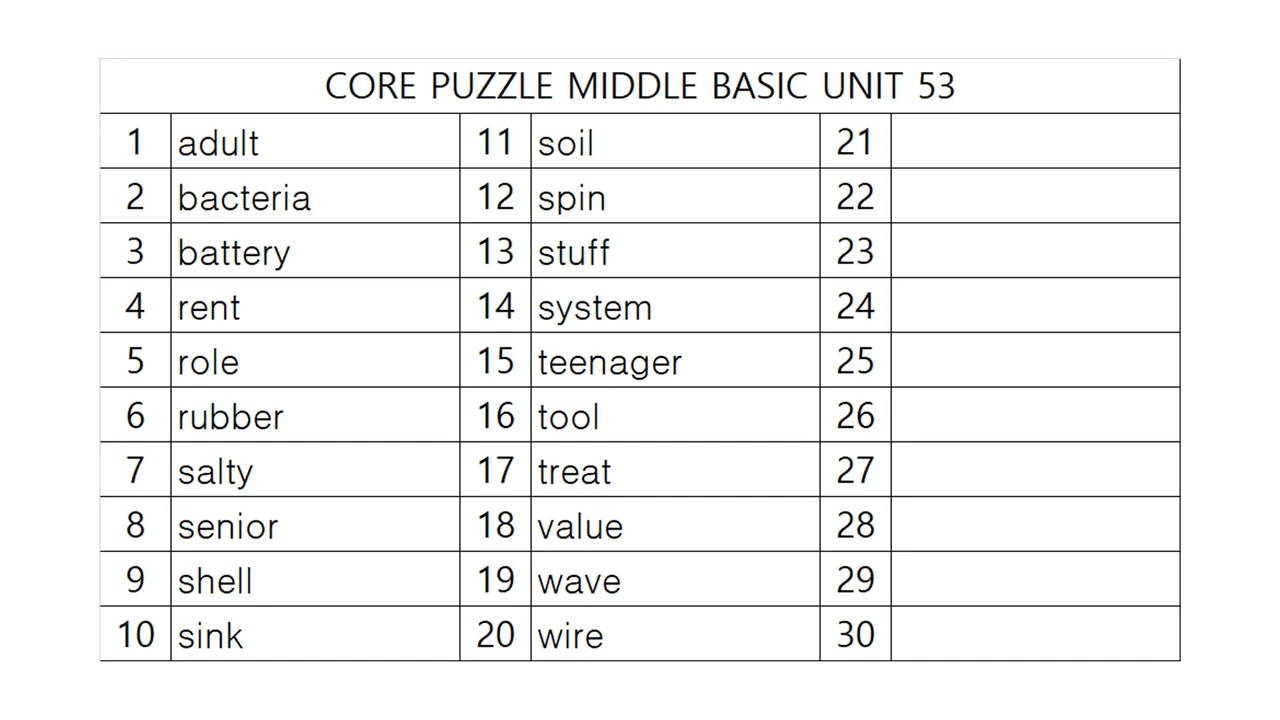 CORE PUZZLE MIDDLE BASIC UNIT 53
1 adult 11 soil 21
2 bacteria 12 spin 22
3 battery 13 stuff 23
4 rent 14 system 24
5 role 15 teenager 25
6 rubber 16 tool 26
7 salty 17 treat 27
8 senior 18 value 28
9 shell 19 wave 29
10 sink 20 wire 30